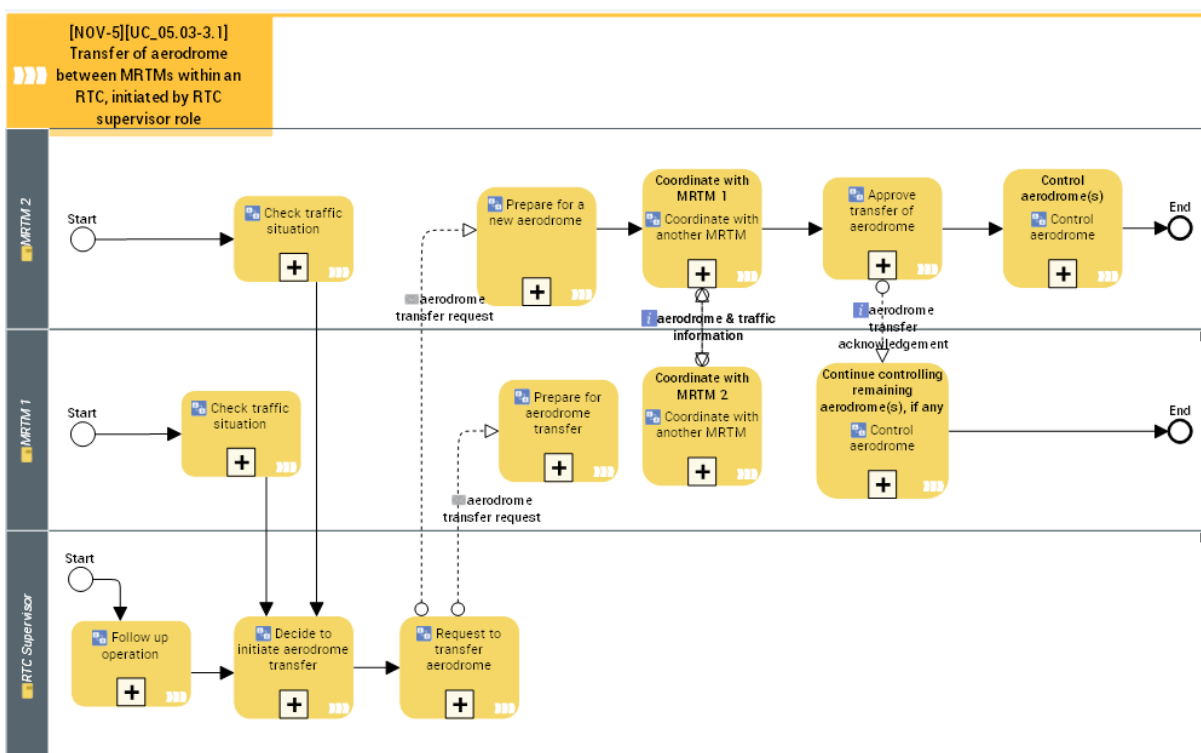 [NOV-5][UC_05.03-3.1]
Transfer of aerodrome
between MRTMs within an
RTC, initiated by RTC
supervisor role
MRTM 2
Start
Check traffic
situation
Prepare for a
new aerodrome
Coordinate with
MRTM 1
Coordinate with
another MRTM
Approve
transfer of
aerodrome
Control
aerodrome(s)
Control
aerodrome
End
aerodrome
transfer request
aerodrome & traffic
information
aerodrome
transfer
acknowledgement
MRTM 1
Start
Check traffic
situation
Prepare for
aerodrome
transfer
Coordinate with
MRTM 2
Coordinate with
another MRTM
Continue controlling
remaining
aerodrome(s), if any
Control
aerodrome
End
aerodrome
transfer request
RTC Supervisor
Start
Follow up
operation
Decide to
initiate aerodrome
transfer
Request to
transfer
aerodrome